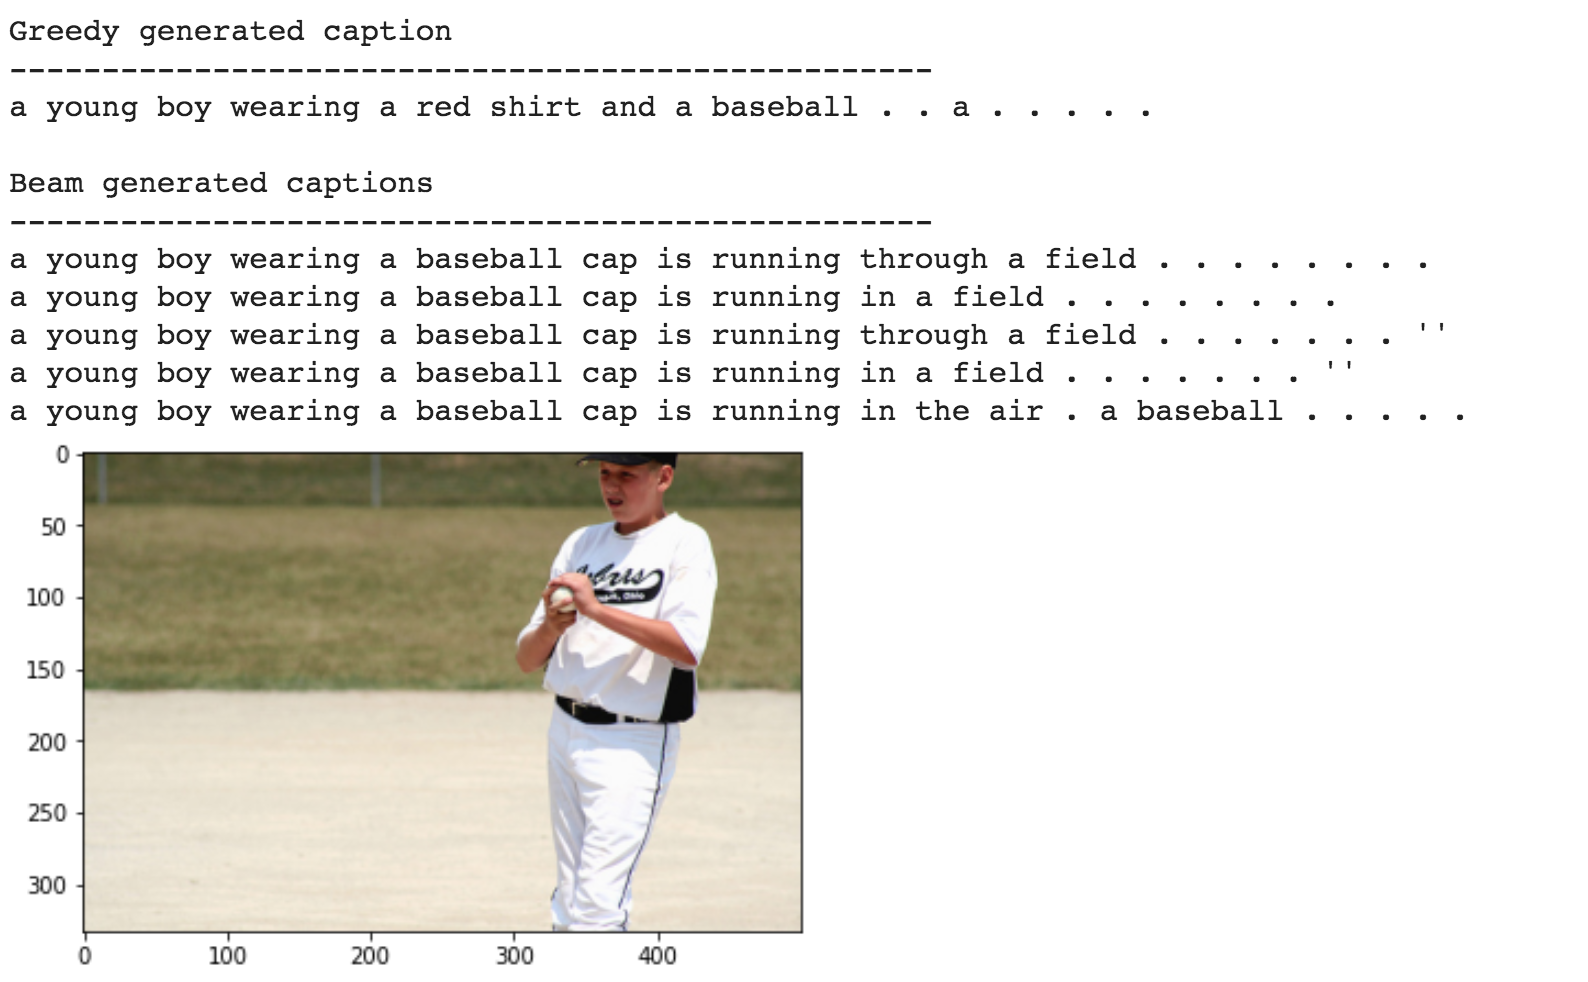 Greedy generated caption
--------------------------------------------------
a young boy wearing a red shirt and a baseball . . a . . . . .
Beam generated captions
--------------------------------------------------
a young boy wearing a baseball cap is running through a field . . . . . . . .
a young boy wearing a baseball cap is running in a field . . . . . . . .
a young boy wearing a baseball cap is running through a field . . . . . . . ''
a young boy wearing a baseball cap is running in a field . . . . . . . ''
a young boy wearing a baseball cap is running in the air . a baseball . . . . .
0
50
100
150
200
250
300
0 100 200 300 400
Ohio